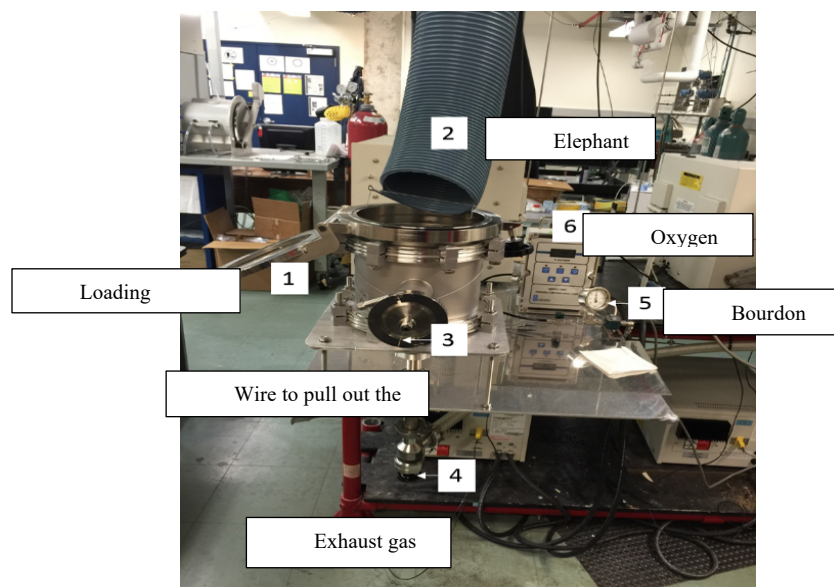 2
Elephant
6
Oxygen
1
Loading
5
Bourdon
3
Wire to pull out the
4
Exhaust gas